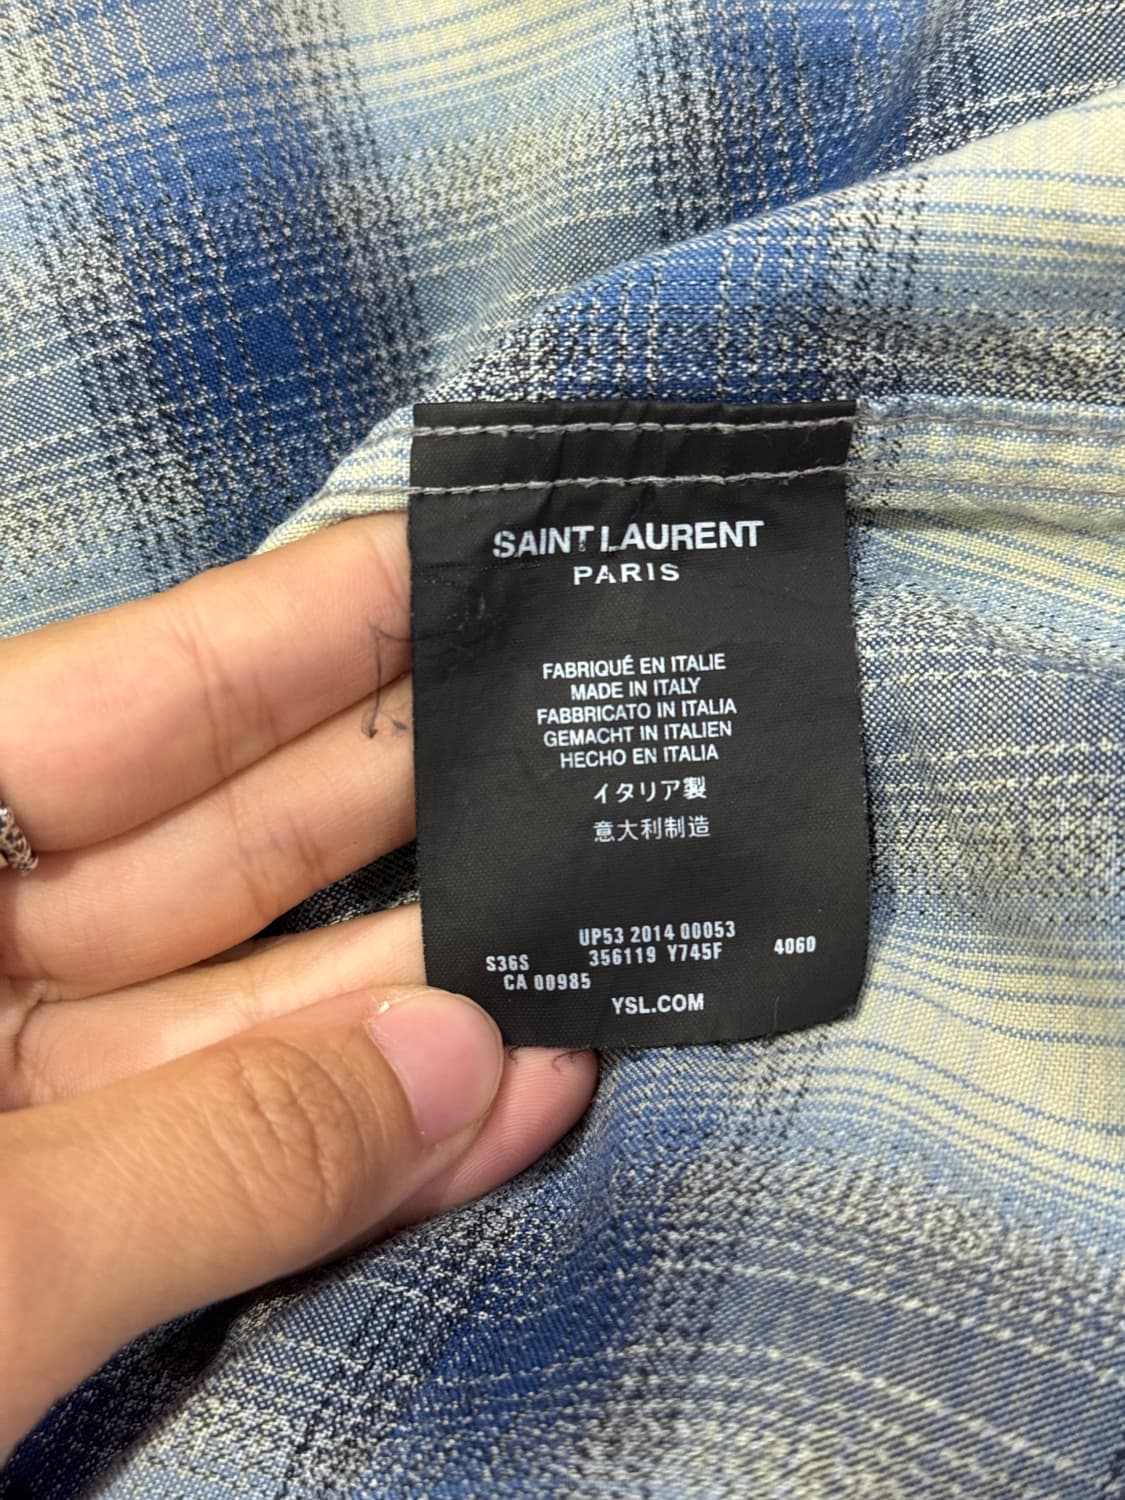 SAINT LAURENT
PARIS
FABRIQUÉ EN ITALIE
MADE IN ITALY
FABBRICATO IN ITALIA
GEMACHT IN ITALIEN
HECHO EN ITALIA
イタリア製
意大利制造
UP53 2014 00053
S36S 356119 Y745F 4060
CA 00985
YSL.COM